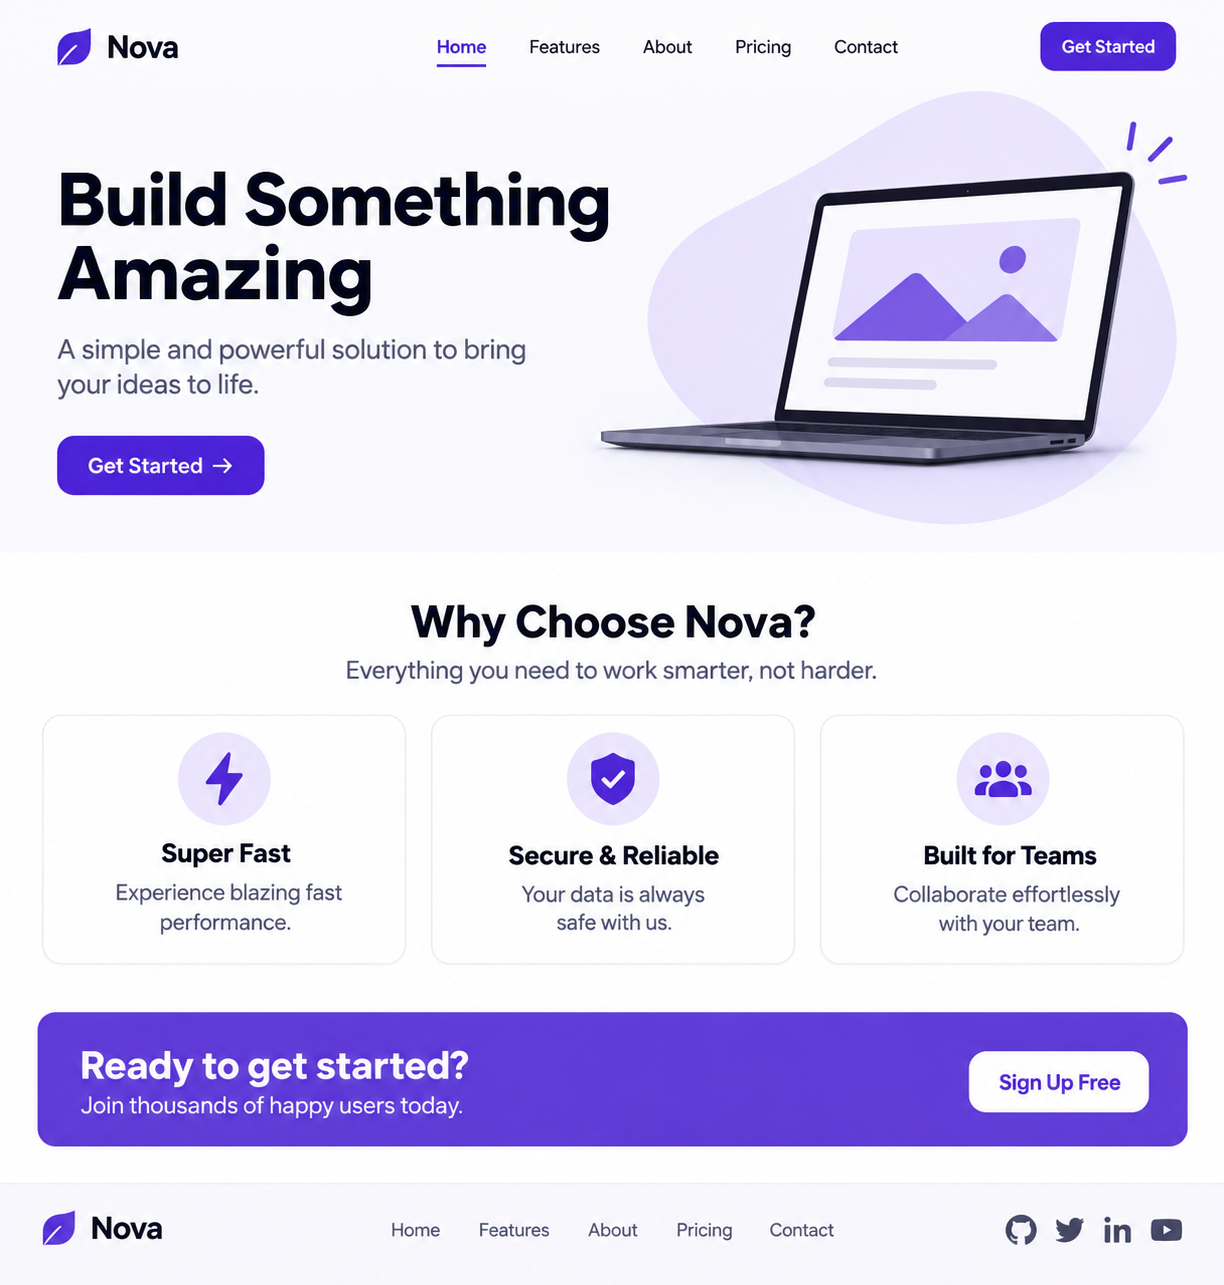 Nova
Home Features About Pricing Contact
Get Started
Build Something
Amazing
A simple and powerful solution to bring
your ideas to life.
Get Started →
Why Choose Nova?
Everything you need to work smarter, not harder.
Super Fast
Experience blazing fast
performance.
Secure & Reliable
Your data is always
safe with us.
Built for Teams
Collaborate effortlessly
with your team.
Ready to get started?
Join thousands of happy users today.
Sign Up Free
Nova
Home Features About Pricing Contact
in